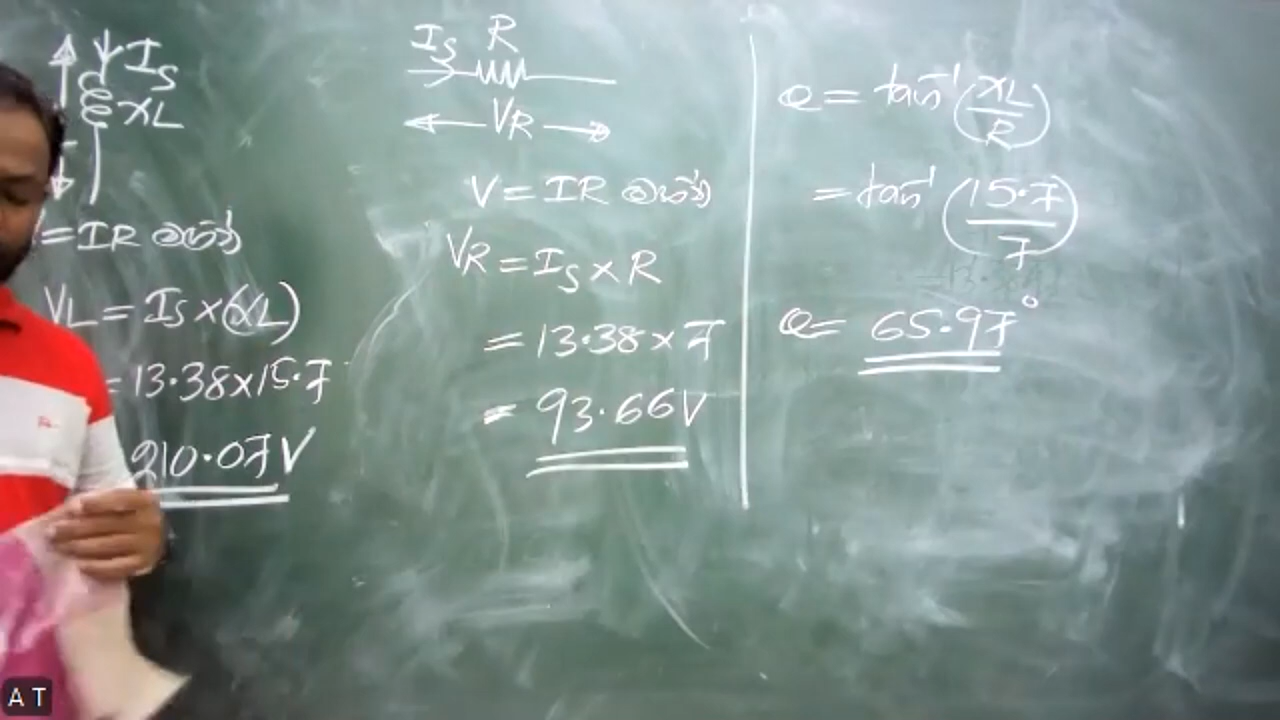 Is
XL
= IR මගින්
VL = Is × (XL)
= 13.38 × 15.7
210.07 V
Is R
VR
V = IR මගින්
VR = Is × R
= 13.38 × 7
= 93.66 V
Θ = tan⁻¹ (XL/R)
= tan⁻¹ (15.7/7)
Θ = 65.97°
A T